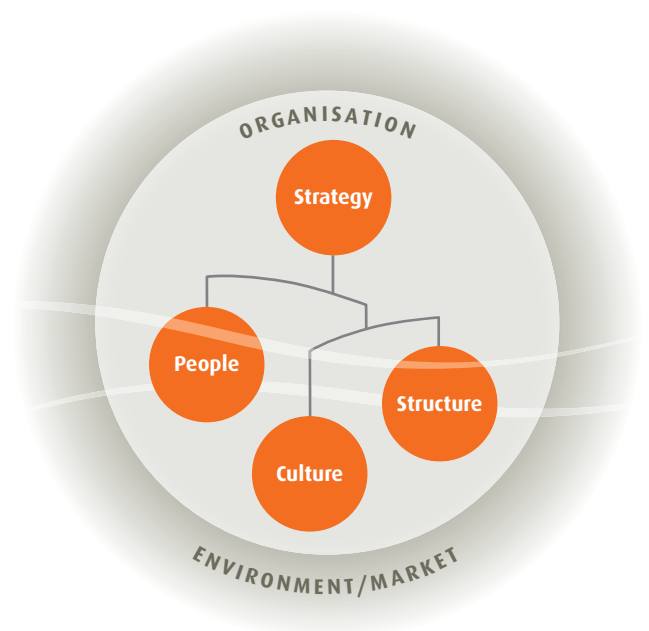 ORGANISATION
Strategy
People
Structure
Culture
ENVIRONMENT/MARKET